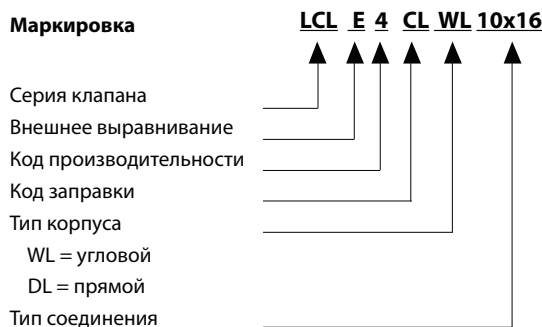 Маркировка LCL E 4 CL WL 10x16
Серия клапана
Внешнее выравнивание
Код производительности
Код заправки
Тип корпуса
WL = угловой
DL = прямой
Тип соединения